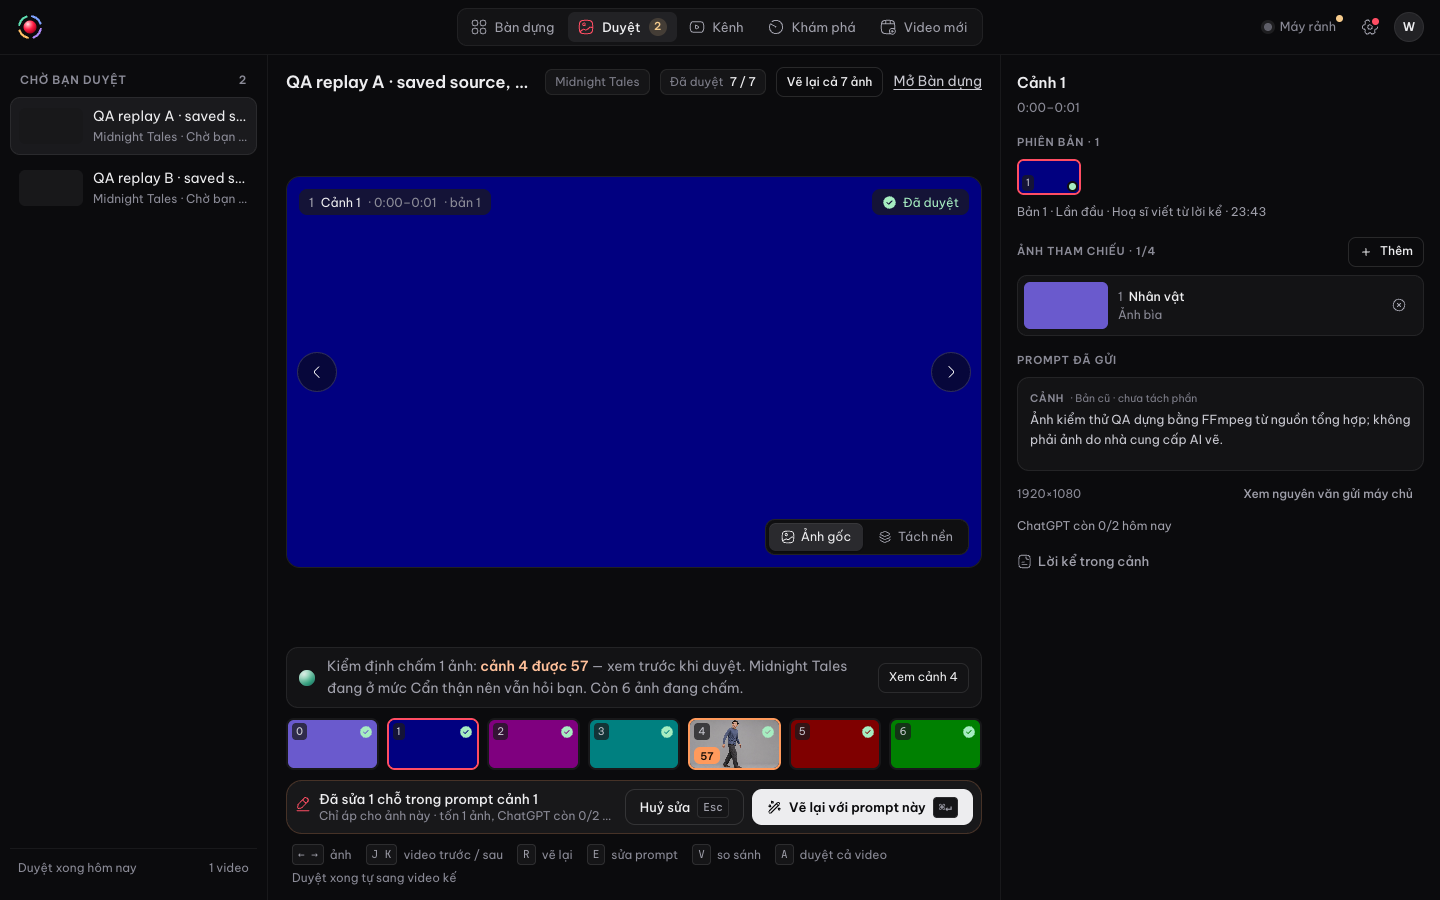 Bàn dựng
Duyệt 2
Kênh
Khám phá
Video mới
Máy rảnh
W
CHỜ BẠN DUYỆT 2
QA replay A · saved s...
Midnight Tales · Chờ bạn ...
QA replay B · saved s...
Midnight Tales · Chờ bạn ...
Duyệt xong hôm nay 1 video
QA replay A · saved source, ...
Midnight Tales
Đã duyệt 7 / 7
Vẽ lại cả 7 ảnh
Mở Bàn dựng
1 Cảnh 1 · 0:00–0:01 · bản 1
Đã duyệt
Ảnh gốc
Tách nền
Kiểm định chấm 1 ảnh: cảnh 4 được 57 — xem trước khi duyệt. Midnight Tales
đang ở mức Cẩn thận nên vẫn hỏi bạn. Còn 6 ảnh đang chấm.
Xem cảnh 4
0
1
2
3
4
57
5
6
Đã sửa 1 chỗ trong prompt cảnh 1
Chỉ áp cho ảnh này · tốn 1 ảnh, ChatGPT còn 0/2 ...
Huỷ sửa Esc
Vẽ lại với prompt này ⌘↵
← → ảnh
J K video trước / sau
R vẽ lại
E sửa prompt
V so sánh
A duyệt cả video
Duyệt xong tự sang video kế
Cảnh 1
0:00–0:01
PHIÊN BẢN · 1
1
Bản 1 · Lần đầu · Hoạ sĩ viết từ lời kể · 23:43
ẢNH THAM CHIẾU · 1/4
+ Thêm
1 Nhân vật
Ảnh bìa
PROMPT ĐÃ GỬI
CẢNH · Bản cũ · chưa tách phần
Ảnh kiểm thử QA dựng bằng FFmpeg từ nguồn tổng hợp; không
phải ảnh do nhà cung cấp AI vẽ.
1920×1080
Xem nguyên văn gửi máy chủ
ChatGPT còn 0/2 hôm nay
Lời kể trong cảnh